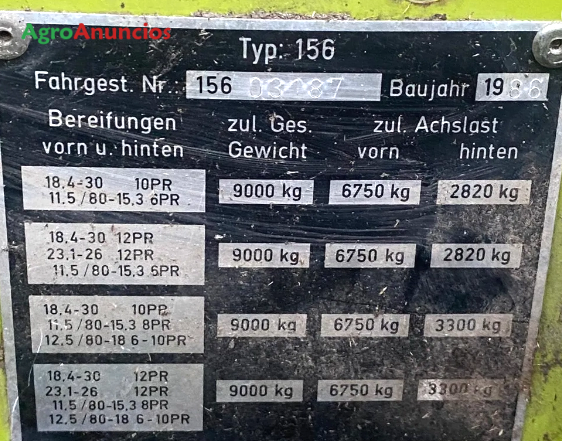 AgroAnuncios
Typ: 156
Fahrgest. Nr. 156 03087 Baujahr 1986
Bereifungen zul. Ges. zul. Achslast
vorn u. hinten Gewicht vorn hinten
18.4-30 10PR
11.5/80-15.3 6PR
9000 kg 6750 kg 2820 kg
18.4-30 12PR
23.1-26 12PR
11.5/80-15.3 6PR
9000 kg 6750 kg 2820 kg
18.4-30 10PR
11.5/80-15.3 8PR
12.5/80-18 6-10PR
9000 kg 6750 kg 3300 kg
18.4-30 12PR
23.1-26 12PR
11.5/80-15.3 8PR
12.5/80-18 6-10PR
9000 kg 6750 kg 3300 kg